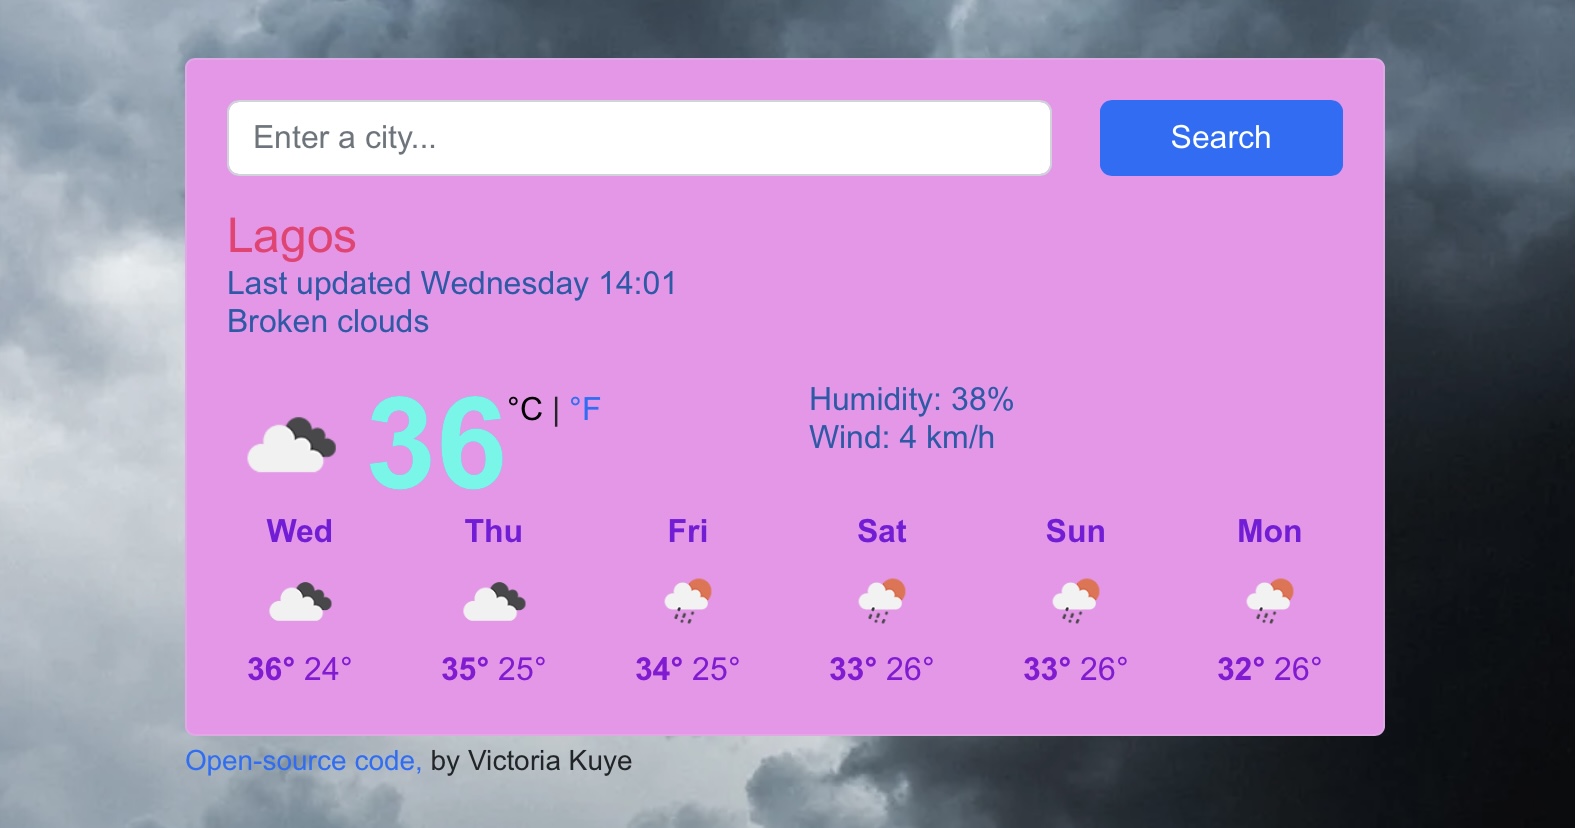 Enter a city...
Search
Lagos
Last updated Wednesday 14:01
Broken clouds
36 °C | °F
Humidity: 38%
Wind: 4 km/h
Wed Thu Fri Sat Sun Mon
36° 24° 35° 25° 34° 25° 33° 26° 33° 26° 32° 26°
Open-source code, by Victoria Kuye